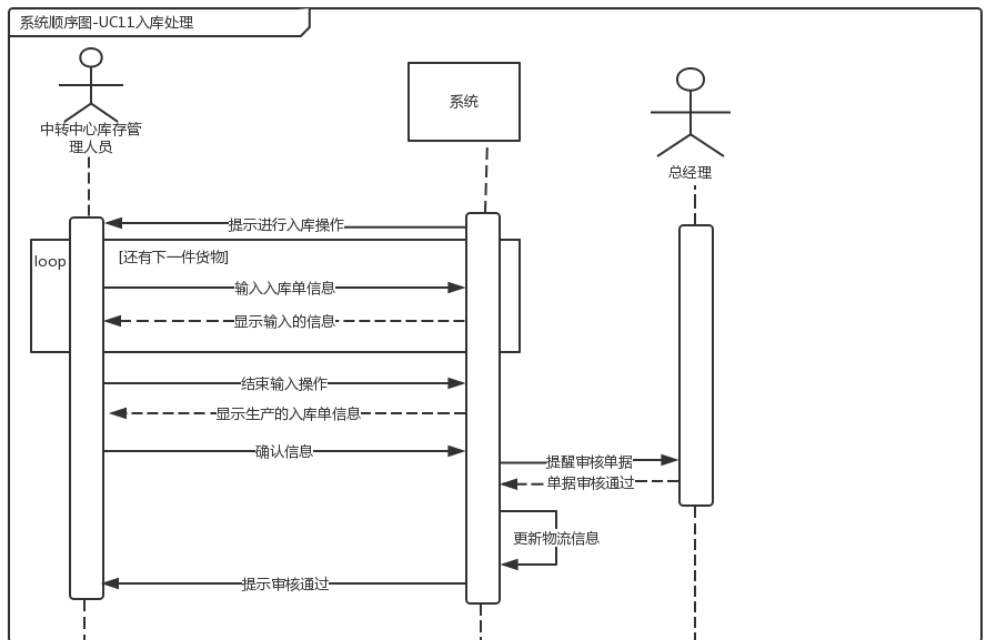 系统顺序图-UC11入库处理
中转中心库存管
理人员
系统
总经理
提示进行入库操作
loop
[还有下一件货物]
输入入库单信息
显示输入的信息
结束输入操作
显示生产的入库单信息
确认信息
提醒审核单据
单据审核通过
更新物流信息
提示审核通过